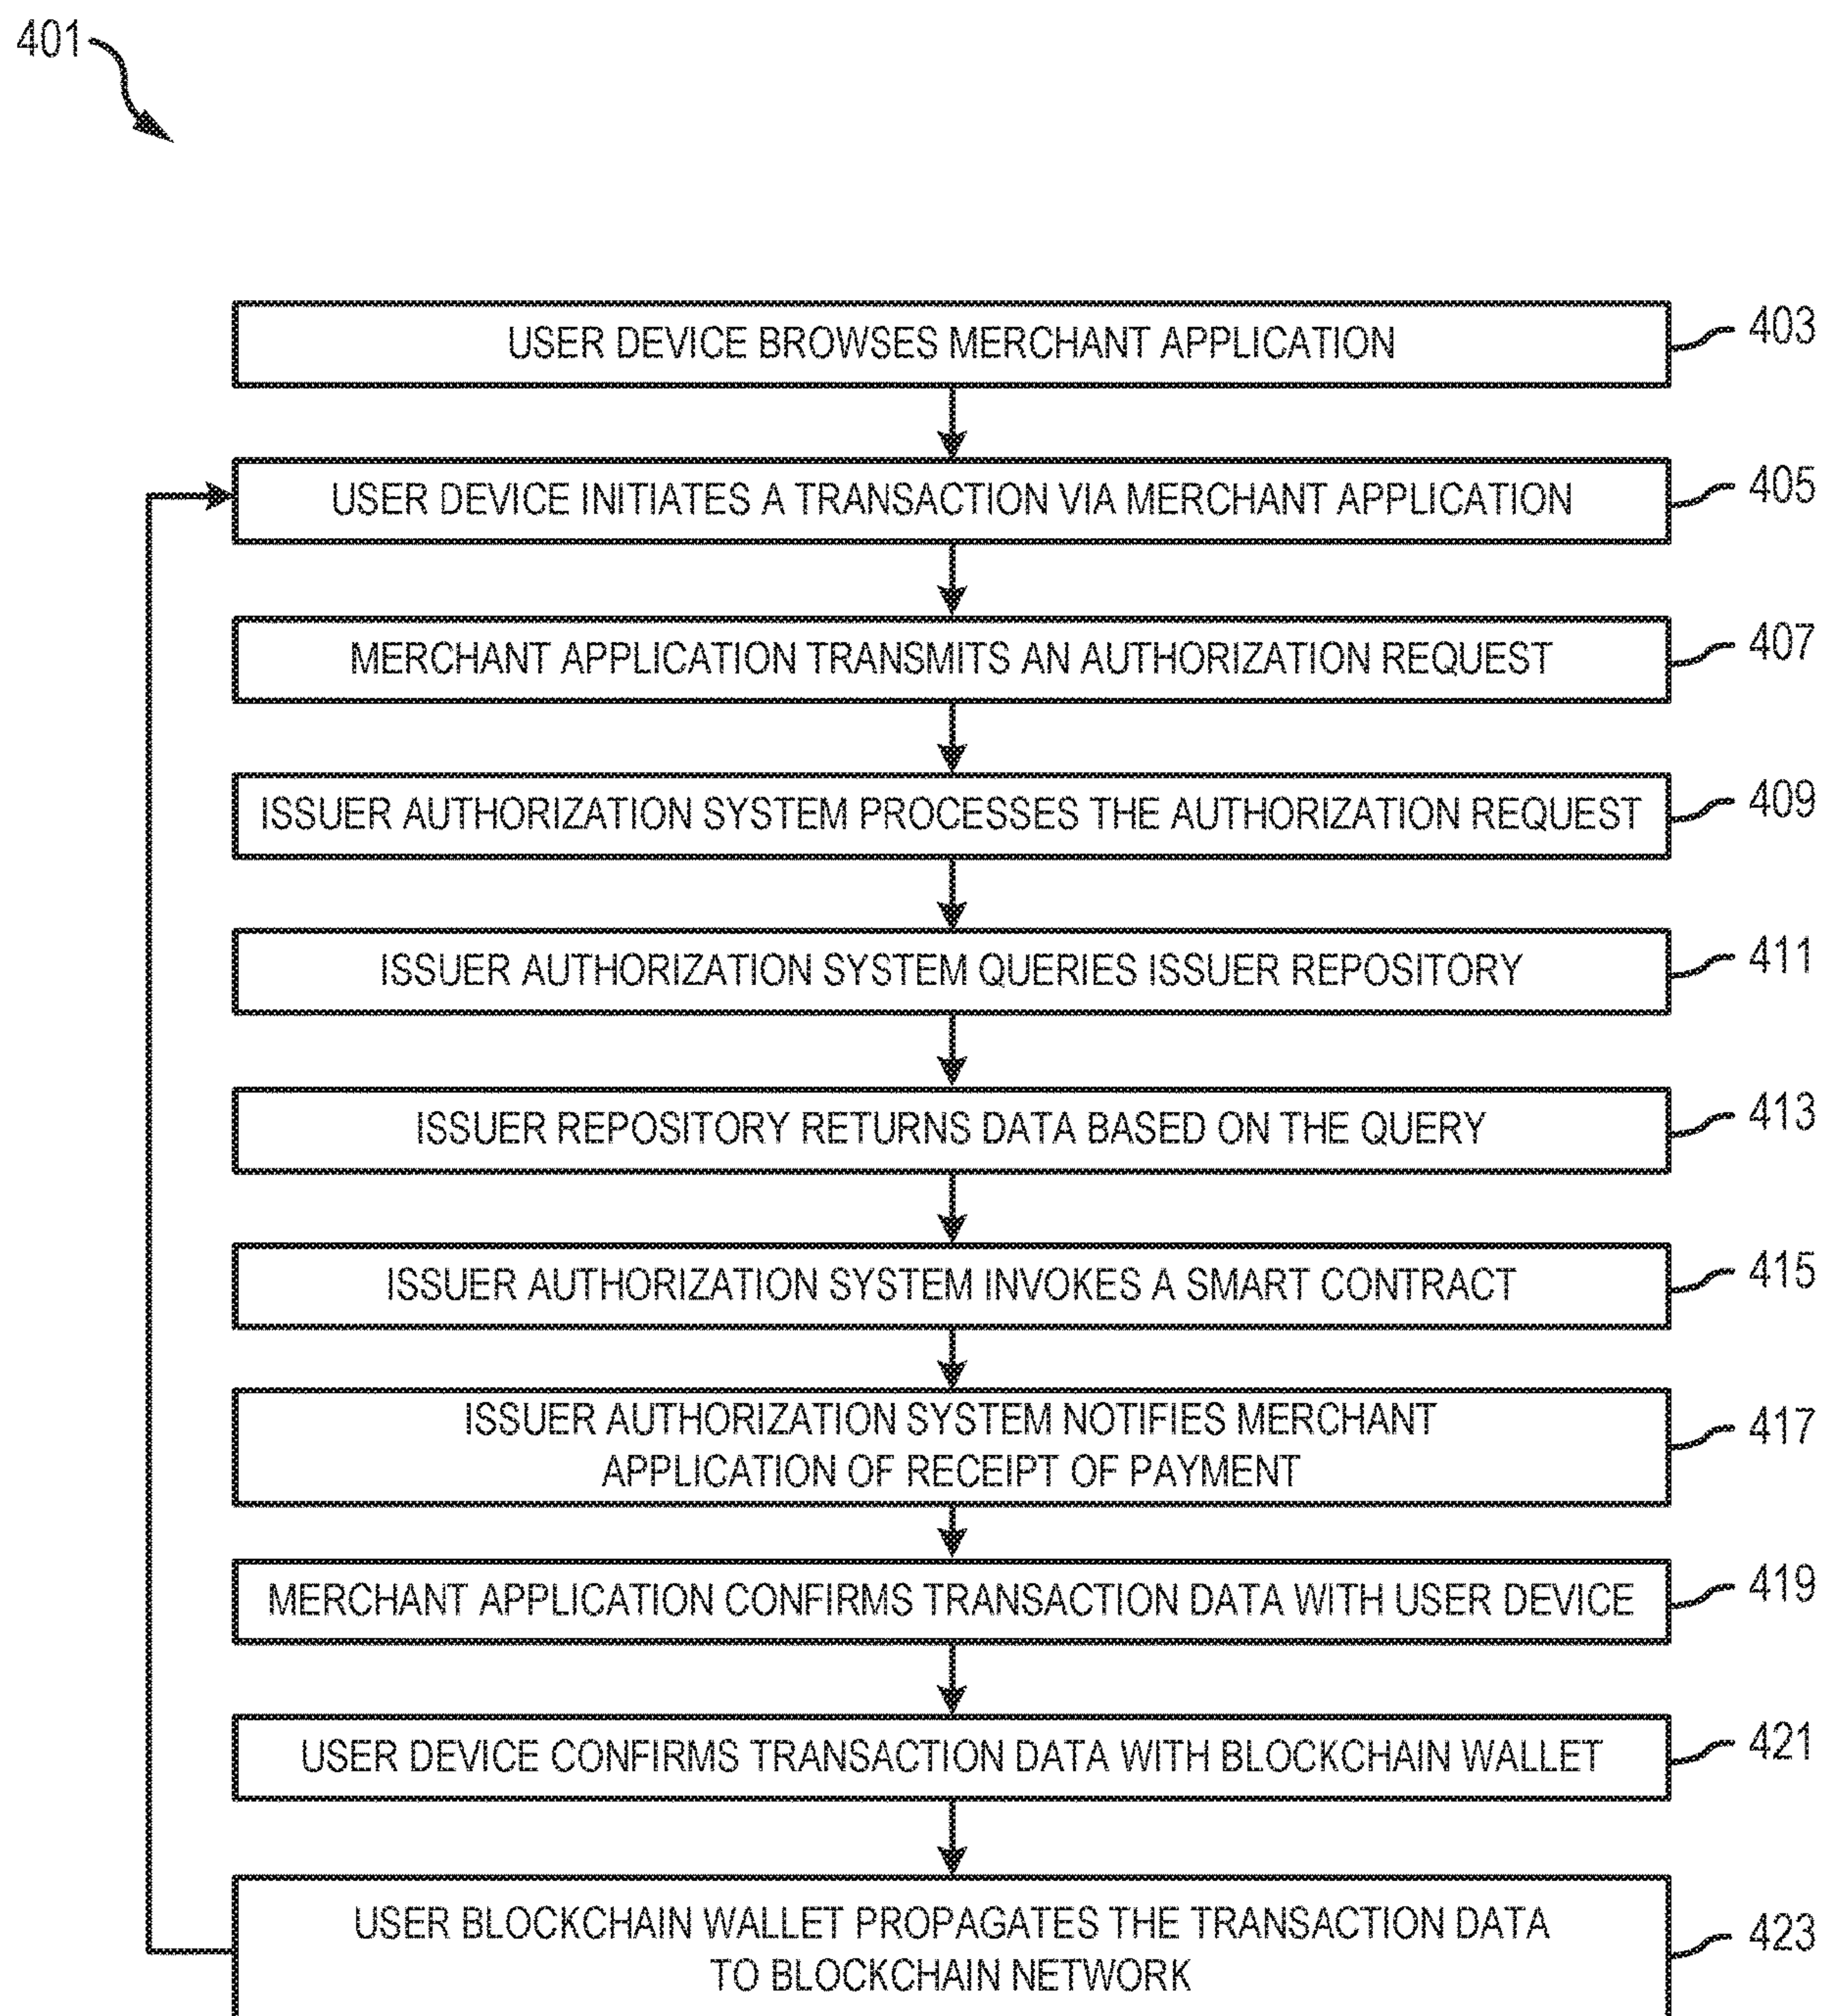 401
USER DEVICE BROWSES MERCHANT APPLICATION
403
USER DEVICE INITIATES A TRANSACTION VIA MERCHANT APPLICATION
405
MERCHANT APPLICATION TRANSMITS AN AUTHORIZATION REQUEST
407
ISSUER AUTHORIZATION SYSTEM PROCESSES THE AUTHORIZATION REQUEST
409
ISSUER AUTHORIZATION SYSTEM QUERIES ISSUER REPOSITORY
411
ISSUER REPOSITORY RETURNS DATA BASED ON THE QUERY
413
ISSUER AUTHORIZATION SYSTEM INVOKES A SMART CONTRACT
415
ISSUER AUTHORIZATION SYSTEM NOTIFIES MERCHANT
APPLICATION OF RECEIPT OF PAYMENT
417
MERCHANT APPLICATION CONFIRMS TRANSACTION DATA WITH USER DEVICE
419
USER DEVICE CONFIRMS TRANSACTION DATA WITH BLOCKCHAIN WALLET
421
USER BLOCKCHAIN WALLET PROPAGATES THE TRANSACTION DATA
TO BLOCKCHAIN NETWORK
423